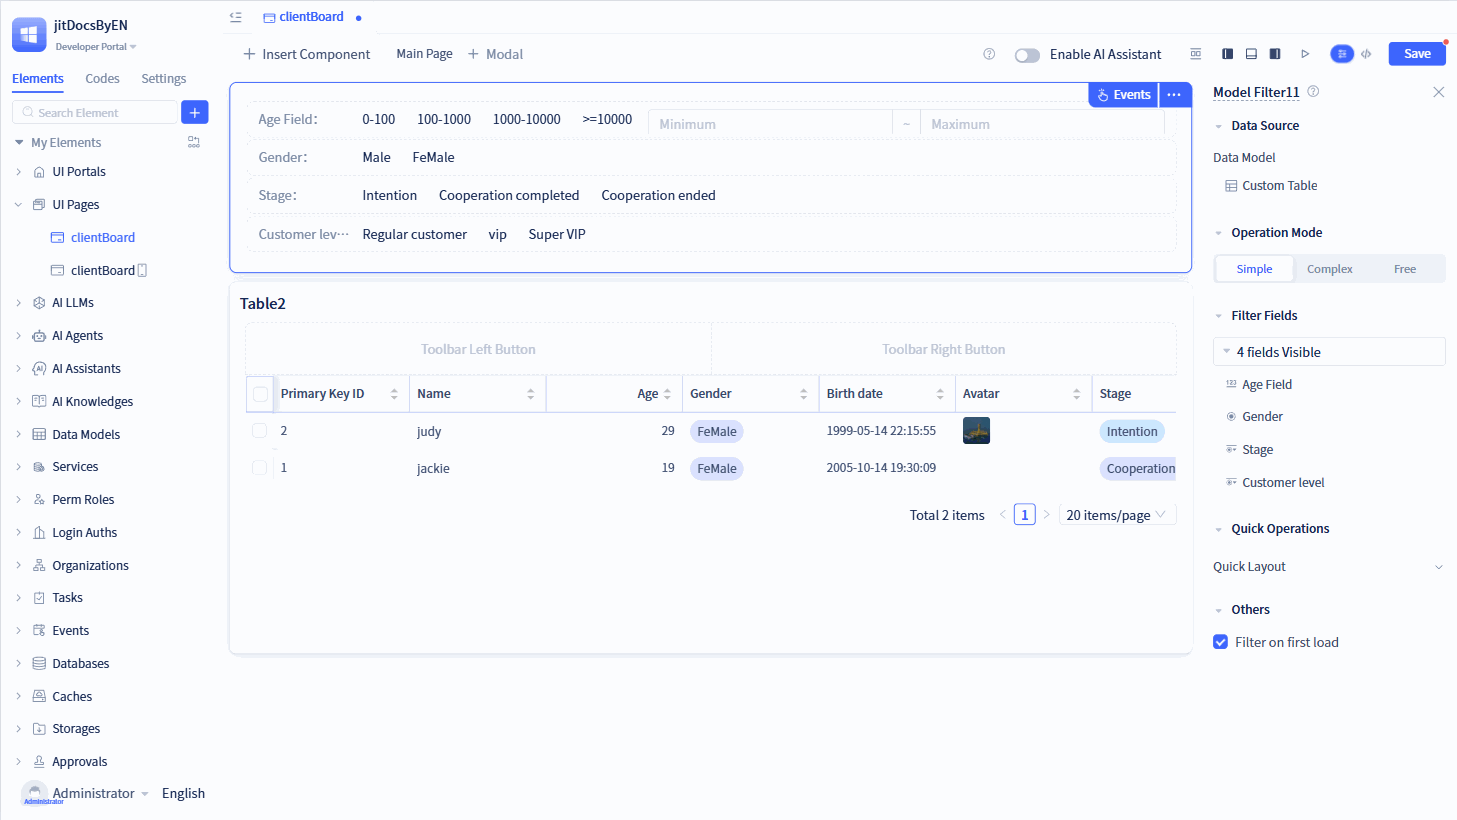 jitDocsByEN
Developer Portal
Elements Codes Settings
Search Element
My Elements
UI Portals
UI Pages
clientBoard
clientBoard
AI LLMs
AI Agents
AI Assistants
AI Knowledges
Data Models
Services
Perm Roles
Login Auths
Organizations
Tasks
Events
Databases
Caches
Storages
Approvals
Administrator English
Administrator
clientBoard
Insert Component Main Page Modal
Enable AI Assistant
Save
Events
Age Field: 0-100 100-1000 1000-10000 >=10000 Minimum ~ Maximum
Gender: Male FeMale
Stage: Intention Cooperation completed Cooperation ended
Customer lev··· Regular customer vip Super VIP
Table2
Toolbar Left Button Toolbar Right Button
Primary Key ID Name Age Gender Birth date Avatar Stage
2 judy 29 FeMale 1999-05-14 22:15:55 Intention
1 jackie 19 FeMale 2005-10-14 19:30:09 Cooperation
Total 2 items 1 20 items/page
Model Filter11
Data Source
Data Model
Custom Table
Operation Mode
Simple Complex Free
Filter Fields
4 fields Visible
Age Field
Gender
Stage
Customer level
Quick Operations
Quick Layout
Others
Filter on first load